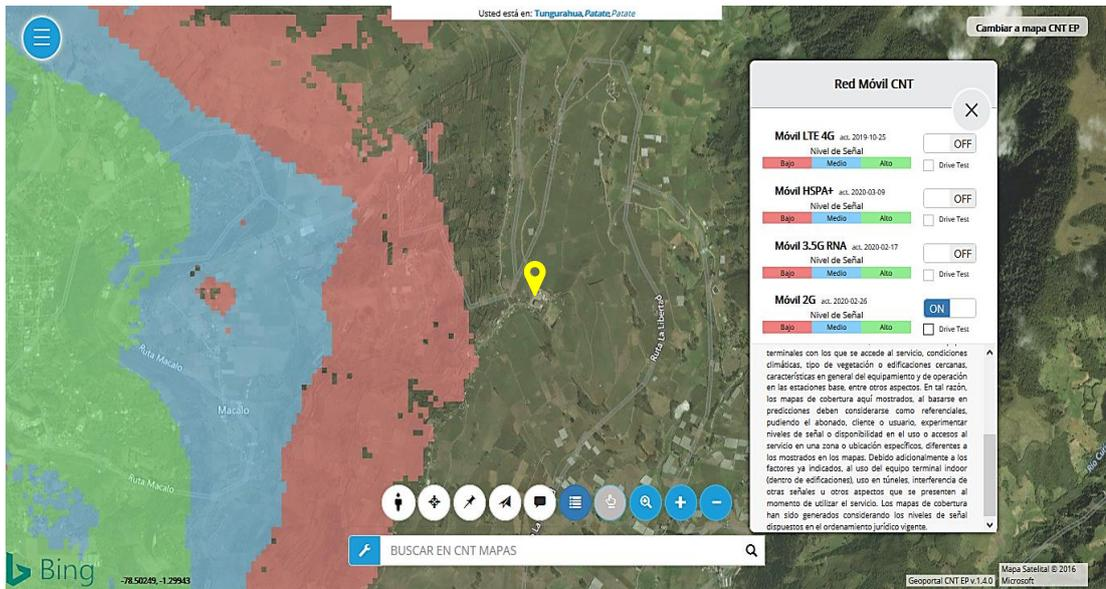 Usted está en: Tungurahua,Patate,Patate
Cambiar a mapa CNT EP
Red Móvil CNT
Móvil LTE 4G act. 2019-10-25
OFF
Nivel de Señal
Bajo Medio Alto
Drive Test
Móvil HSPA+ act. 2020-03-09
OFF
Nivel de Señal
Bajo Medio Alto
Drive Test
Móvil 3.5G RNA act. 2020-02-17
OFF
Nivel de Señal
Bajo Medio Alto
Drive Test
Móvil 2G act. 2020-02-26
ON
Nivel de Señal
Bajo Medio Alto
Drive Test
terminales con los que se accede al servicio, condiciones
climáticas, tipo de vegetación o edificaciones cercanas,
características en general del equipamiento y de operación
en las estaciones base, entre otros aspectos. En tal razón,
los mapas de cobertura aquí mostrados, al basarse en
predicciones deben considerarse como referenciales,
pudiendo el abonado, cliente o usuario, experimentar
niveles de señal o disponibilidad en el uso o accesos al
servicio en una zona o ubicación específicos, diferentes a
los mostrados en los mapas. Debido adicionalmente a los
factores ya indicados, al uso del equipo terminal indoor
(dentro de edificaciones), uso en túneles, interferencia de
otras señales u otros aspectos que se presenten al
momento de utilizar el servicio. Los mapas de cobertura
han sido generados considerando los niveles de señal
dispuestos en el ordenamiento jurídico vigente.
Ruta La Libertad
Ruta Macalo
Macalo
Ruta Macalo
La
BUSCAR EN CNT MAPAS
Bing
-78.50249, -1.29943
Geoportal CNT EP v.1.4.0
Mapa Satelital © 2016
Microsoft